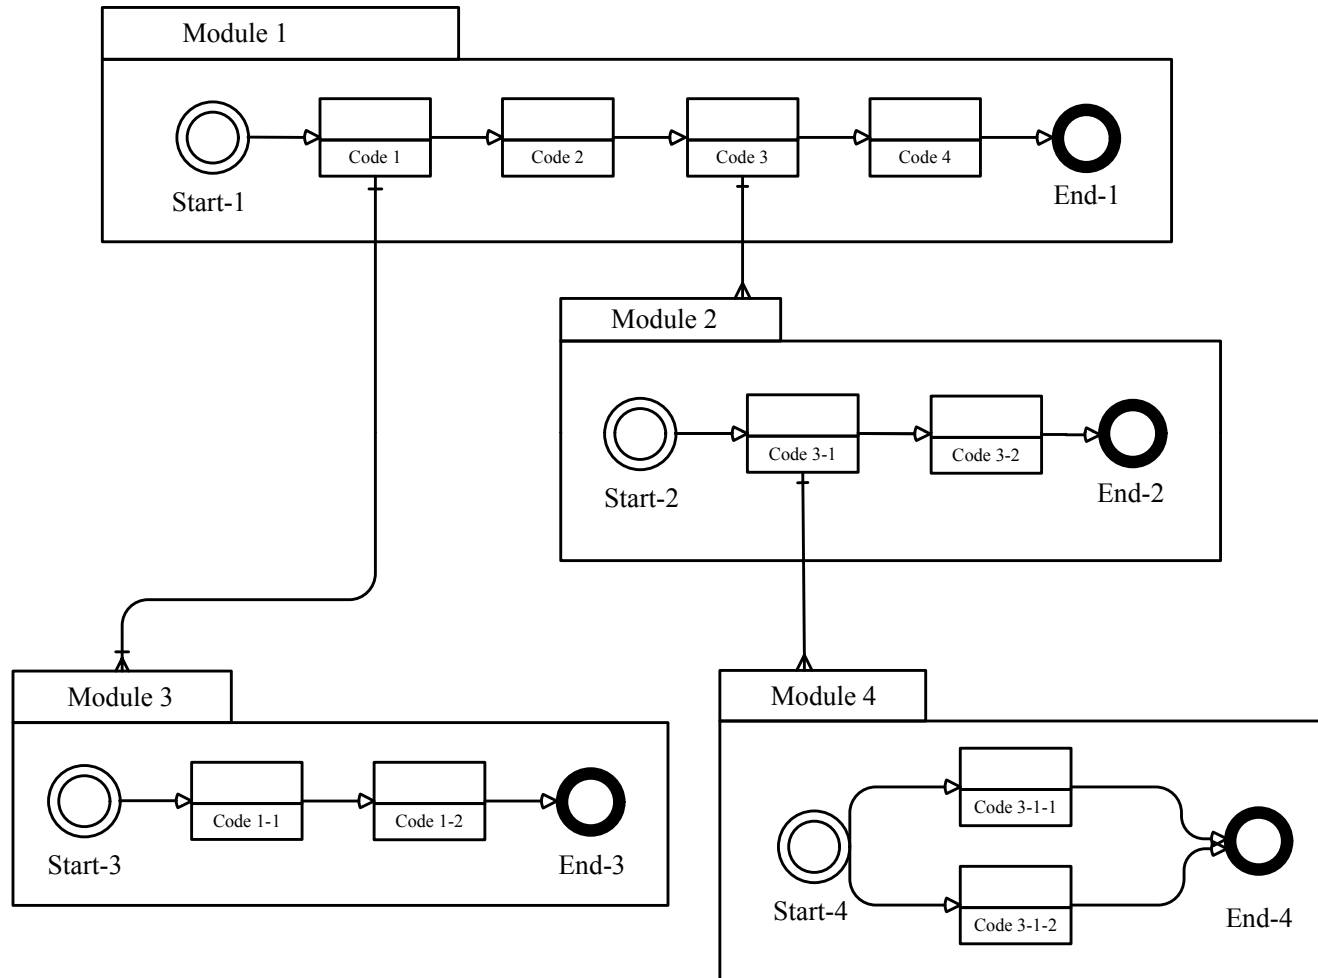 Module 1
Code 1
Code 2
Code 3
Code 4
Start-1
End-1
Module 2
Code 3-1
Code 3-2
Start-2
End-2
Module 3
Code 1-1
Code 1-2
Start-3
End-3
Module 4
Code 3-1-1
Start-4
Code 3-1-2
End-4